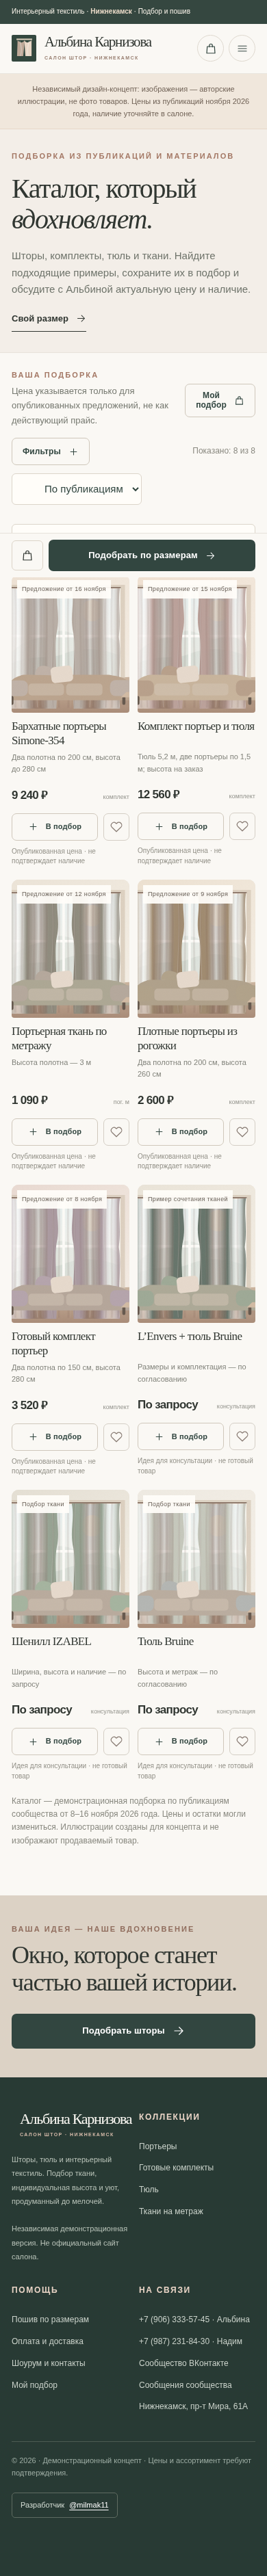 Интерьерный текстиль · Нижнекамск · Подбор и пошив
Альбина Карнизова
САЛОН ШТОР · НИЖНЕКАМСК
Независимый дизайн-концепт: изображения — авторские
иллюстрации, не фото товаров. Цены из публикаций ноября 2026
года, наличие уточняйте в салоне.
ПОДБОРКА ИЗ ПУБЛИКАЦИЙ И МАТЕРИАЛОВ
Каталог, который
вдохновляет.
Шторы, комплекты, тюль и ткани. Найдите
подходящие примеры, сохраните их в подбор и
обсудите с Альбиной актуальную цену и наличие.
Свой размер
ВАША ПОДБОРКА
Цена указывается только для
опубликованных предложений, не как
действующий прайс.
Мой
подбор
Фильтры
Показано: 8 из 8
По публикациям
Подобрать по размерам
Предложение от 16 ноября
Бархатные портьеры
Simone-354
Два полотна по 200 см, высота
до 280 см
9 240 ₽
комплект
В подбор
Опубликованная цена · не
подтверждает наличие
Предложение от 15 ноября
Комплект портьер и тюля
Тюль 5,2 м, две портьеры по 1,5
м; высота на заказ
12 560 ₽
комплект
В подбор
Опубликованная цена · не
подтверждает наличие
Предложение от 12 ноября
Портьерная ткань по
метражу
Высота полотна — 3 м
1 090 ₽
пог. м
В подбор
Опубликованная цена · не
подтверждает наличие
Предложение от 9 ноября
Плотные портьеры из
рогожки
Два полотна по 200 см, высота
260 см
2 600 ₽
комплект
В подбор
Опубликованная цена · не
подтверждает наличие
Предложение от 8 ноября
Готовый комплект
портьер
Два полотна по 150 см, высота
280 см
3 520 ₽
комплект
В подбор
Опубликованная цена · не
подтверждает наличие
Пример сочетания тканей
L’Envers + тюль Bruine
Размеры и комплектация — по
согласованию
По запросу
консультация
В подбор
Идея для консультации · не готовый
товар
Подбор ткани
Шенилл IZABEL
Ширина, высота и наличие — по
запросу
По запросу
консультация
В подбор
Идея для консультации · не готовый
товар
Подбор ткани
Тюль Bruine
Высота и метраж — по
согласованию
По запросу
консультация
В подбор
Идея для консультации · не готовый
товар
Каталог — демонстрационная подборка по публикациям
сообщества от 8–16 ноября 2026 года. Цены и остатки могли
измениться. Иллюстрации созданы для концепта и не
изображают продаваемый товар.
ВАША ИДЕЯ — НАШЕ ВДОХНОВЕНИЕ
Окно, которое станет
частью вашей истории.
Подобрать шторы
Альбина Карнизова
САЛОН ШТОР · НИЖНЕКАМСК
Шторы, тюль и интерьерный
текстиль. Подбор ткани,
индивидуальная высота и уют,
продуманный до мелочей.
Независимая демонстрационная
версия. Не официальный сайт
салона.
КОЛЛЕКЦИИ
Портьеры
Готовые комплекты
Тюль
Ткани на метраж
ПОМОЩЬ
Пошив по размерам
Оплата и доставка
Шоурум и контакты
Мой подбор
НА СВЯЗИ
+7 (906) 333-57-45 · Альбина
+7 (987) 231-84-30 · Надим
Сообщество ВКонтакте
Сообщения сообщества
Нижнекамск, пр-т Мира, 61А
© 2026 · Демонстрационный концепт · Цены и ассортимент требуют
подтверждения.
Разработчик @milmak11